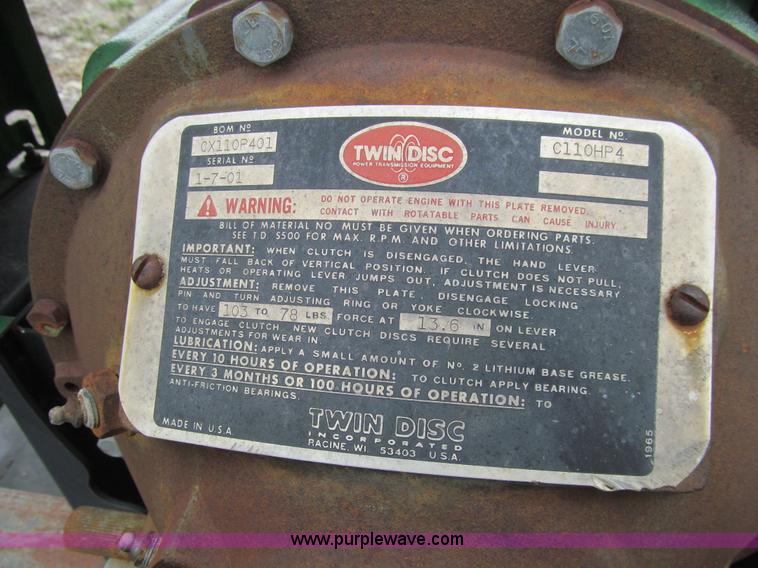 BOM Nº
CX110P401
SERIAL Nº
1-7-01
TWIN DISC
POWER TRANSMISSION EQUIPMENT
®
MODEL Nº
C110HP4
WARNING: DO NOT OPERATE ENGINE WITH THIS PLATE REMOVED.
CONTACT WITH ROTATABLE PARTS CAN CAUSE INJURY.
BILL OF MATERIAL NO. MUST BE GIVEN WHEN ORDERING PARTS.
SEE T.D. 5500 FOR MAX. R.P.M. AND OTHER LIMITATIONS.
IMPORTANT: WHEN CLUTCH IS DISENGAGED, THE HAND LEVER
MUST FALL BACK OF VERTICAL POSITION. IF CLUTCH DOES NOT PULL,
HEATS OR OPERATING LEVER JUMPS OUT, ADJUSTMENT IS NECESSARY
ADJUSTMENT: REMOVE THIS PLATE, DISENGAGE LOCKING
PIN AND TURN ADJUSTING RING OR YOKE CLOCKWISE.
TO HAVE 103 TO 78 LBS FORCE AT 13.6 IN ON LEVER
TO ENGAGE CLUTCH. NEW CLUTCH DISCS REQUIRE SEVERAL
ADJUSTMENTS FOR WEAR IN.
LUBRICATION: APPLY A SMALL AMOUNT OF No. 2 LITHIUM BASE GREASE.
EVERY 10 HOURS OF OPERATION: TO CLUTCH APPLY BEARING.
EVERY 3 MONTHS OR 100 HOURS OF OPERATION: TO
ANTI-FRICTION BEARINGS.
MADE IN U.S.A.
TWIN DISC
INCORPORATED
RACINE, WI. 53403 U.S.A.
1965
www.purplewave.com